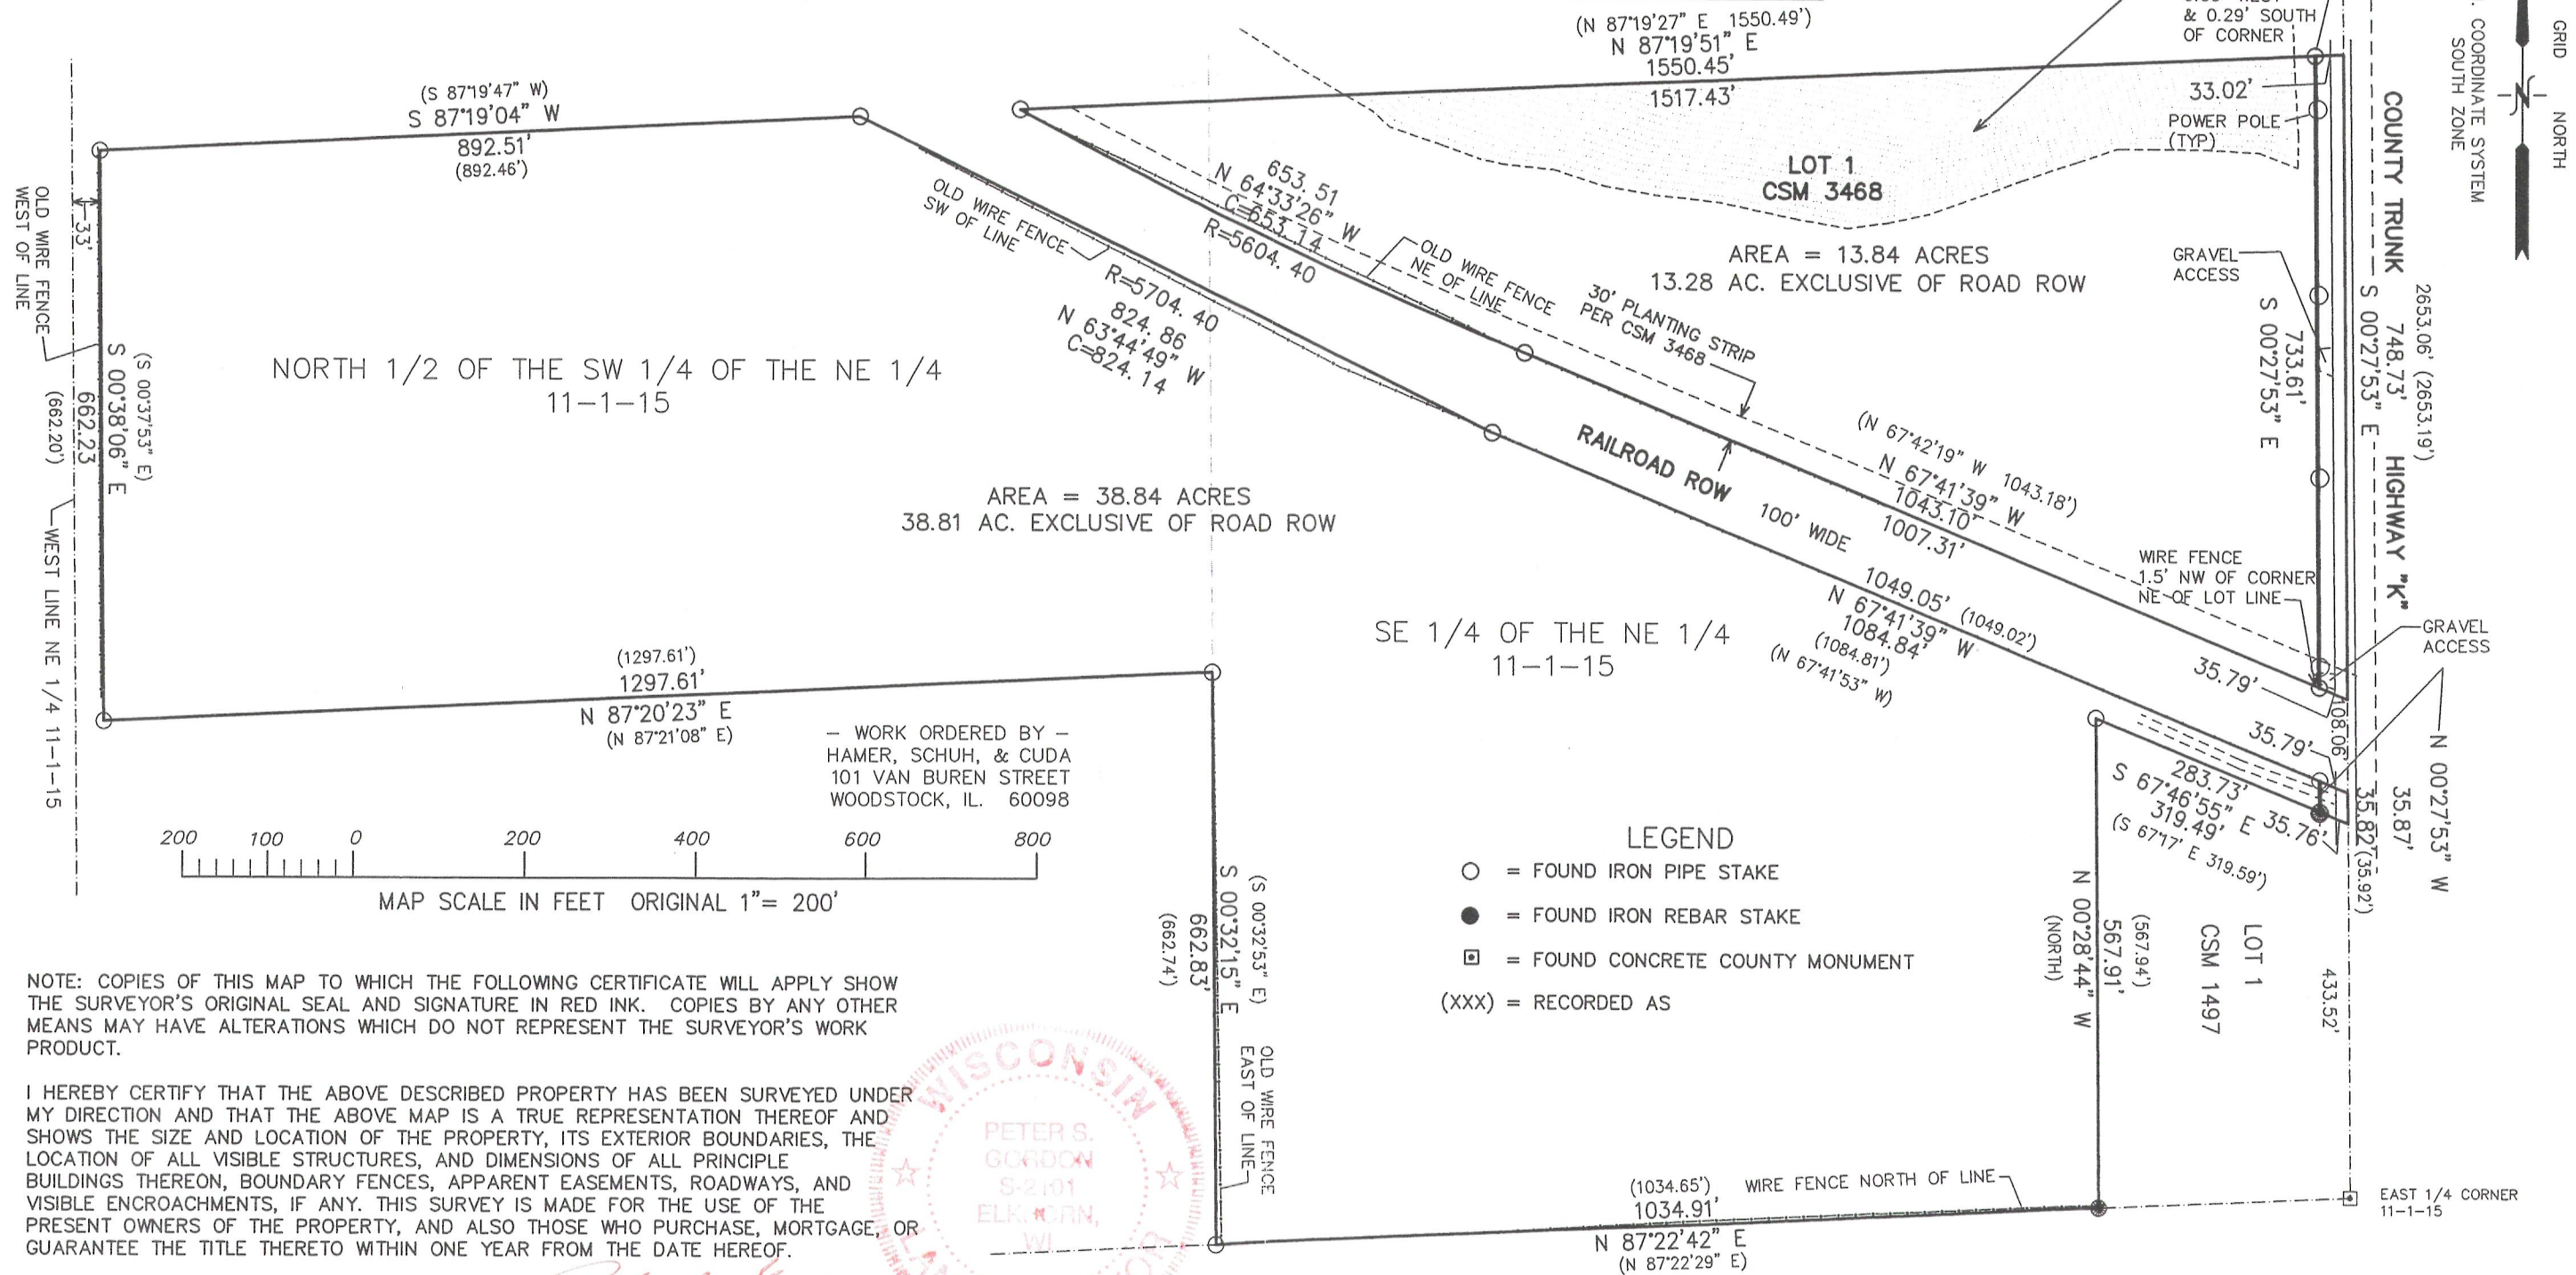 (N 87°19'27" E 1550.49')
N 87°19'51" E
1550.45'
1517.43'
& 0.29' SOUTH
OF CORNER
33.02'
POWER POLE
(TYP)
GRID
NORTH
COORDINATE SYSTEM
SOUTH ZONE
(S 87°19'47" W)
S 87°19'04" W
892.51'
(892.46')
33'
OLD WIRE FENCE
WEST OF LINE
(S 00°37'53" E)
S 00°38'06" E
662.23
(662.20')
WEST LINE NE 1/4 11-1-15
OLD WIRE FENCE
SW OF LINE
653.51
N 64°33'26" W
C=653.14
R=5604.40
R=5704.40
824.86
N 63°44'49" W
C=824.14
OLD WIRE FENCE
NE OF LINE
30' PLANTING STRIP
PER CSM 3468
LOT 1
CSM 3468
AREA = 13.84 ACRES
13.28 AC. EXCLUSIVE OF ROAD ROW
GRAVEL
ACCESS
733.61'
S 00°27'53" E
COUNTY TRUNK HIGHWAY "K"
748.73'
S 00°27'53" E
2653.06' (2653.19')
NORTH 1/2 OF THE SW 1/4 OF THE NE 1/4
11-1-15
AREA = 38.84 ACRES
38.81 AC. EXCLUSIVE OF ROAD ROW
RAILROAD ROW
100' WIDE
(N 67°42'19" W 1043.18')
N 67°41'39" W
1043.10'
1007.31'
1049.05' (1049.02')
N 67°41'39" W
1084.84'
(1084.81')
(N 67°41'53" W)
WIRE FENCE
1.5' NW OF CORNER
NE OF LOT LINE
GRAVEL
ACCESS
35.79'
108.06'
35.79'
283.73'
S 67°46'55" E
319.49'
(S 67°17' E 319.59')
35.76'
35.82'
(35.92')
35.87'
N 00°27'53" W
SE 1/4 OF THE NE 1/4
11-1-15
(1297.61')
1297.61'
N 87°20'23" E
(N 87°21'08" E)
- WORK ORDERED BY -
HAMER, SCHUH, & CUDA
101 VAN BUREN STREET
WOODSTOCK, IL. 60098
200 100 0 200 400 600 800
MAP SCALE IN FEET ORIGINAL 1"= 200'
LEGEND
= FOUND IRON PIPE STAKE
= FOUND IRON REBAR STAKE
= FOUND CONCRETE COUNTY MONUMENT
(XXX) = RECORDED AS
(S 00°32'53" E)
S 00°32'15" E
662.83'
(662.74')
OLD WIRE FENCE
EAST OF LINE
N 00°28'44" W
(NORTH)
(567.94')
567.91'
LOT 1
CSM 1497
433.52'
(1034.65')
1034.91'
N 87°22'42" E
(N 87°22'29" E)
WIRE FENCE NORTH OF LINE
EAST 1/4 CORNER
11-1-15
NOTE: COPIES OF THIS MAP TO WHICH THE FOLLOWING CERTIFICATE WILL APPLY SHOW
THE SURVEYOR'S ORIGINAL SEAL AND SIGNATURE IN RED INK. COPIES BY ANY OTHER
MEANS MAY HAVE ALTERATIONS WHICH DO NOT REPRESENT THE SURVEYOR'S WORK
PRODUCT.
I HEREBY CERTIFY THAT THE ABOVE DESCRIBED PROPERTY HAS BEEN SURVEYED UNDER
MY DIRECTION AND THAT THE ABOVE MAP IS A TRUE REPRESENTATION THEREOF AND
SHOWS THE SIZE AND LOCATION OF THE PROPERTY, ITS EXTERIOR BOUNDARIES, THE
LOCATION OF ALL VISIBLE STRUCTURES, AND DIMENSIONS OF ALL PRINCIPLE
BUILDINGS THEREON, BOUNDARY FENCES, APPARENT EASEMENTS, ROADWAYS, AND
VISIBLE ENCROACHMENTS, IF ANY. THIS SURVEY IS MADE FOR THE USE OF THE
PRESENT OWNERS OF THE PROPERTY, AND ALSO THOSE WHO PURCHASE, MORTGAGE, OR
GUARANTEE THE TITLE THERETO WITHIN ONE YEAR FROM THE DATE HEREOF.
WISCONSIN
PETER S.
GORDON
S-2101
ELKHORN,
WI